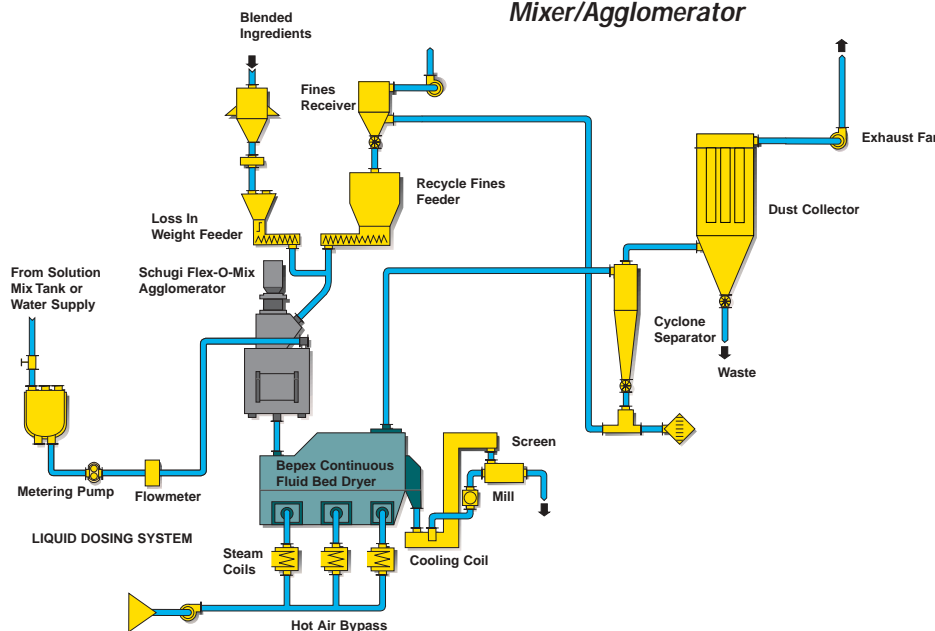 Mixer/Agglomerator
Blended
Ingredients
Fines
Receiver
Exhaust Fan
Recycle Fines
Feeder
Dust Collector
Loss In
Weight Feeder
Schugi Flex-O-Mix
Agglomerator
From Solution
Mix Tank or
Water Supply
Cyclone
Separator
Waste
Screen
Bepex Continuous
Fluid Bed Dryer
Mill
Metering Pump
Flowmeter
LIQUID DOSING SYSTEM
Steam
Coils
Cooling Coil
Hot Air Bypass